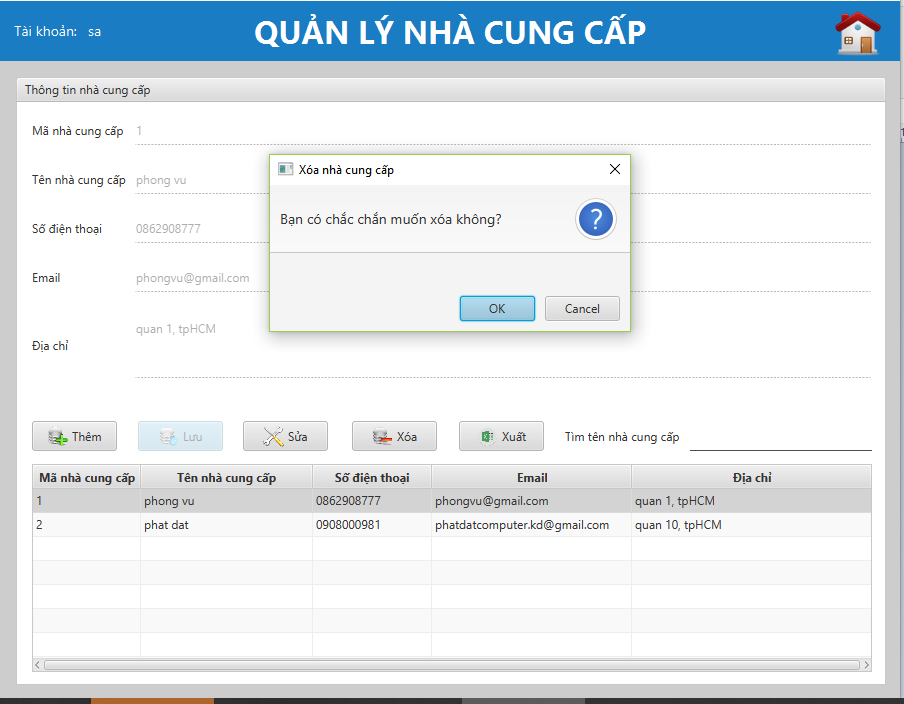 Tài khoản: sa
QUẢN LÝ NHÀ CUNG CẤP
Thông tin nhà cung cấp
Mã nhà cung cấp 1
Tên nhà cung cấp phong vu
Số điện thoại 0862908777
Email phongvu@gmail.com
Địa chỉ quan 1, tpHCM
Xóa nhà cung cấp
Bạn có chắc chắn muốn xóa không?
?
OK Cancel
Thêm Lưu Sửa Xóa Xuất Tìm tên nhà cung cấp
Mã nhà cung cấp Tên nhà cung cấp Số điện thoại Email Địa chỉ
1 phong vu 0862908777 phongvu@gmail.com quan 1, tpHCM
2 phat dat 0908000981 phatdatcomputer.kd@gmail.com quan 10, tpHCM